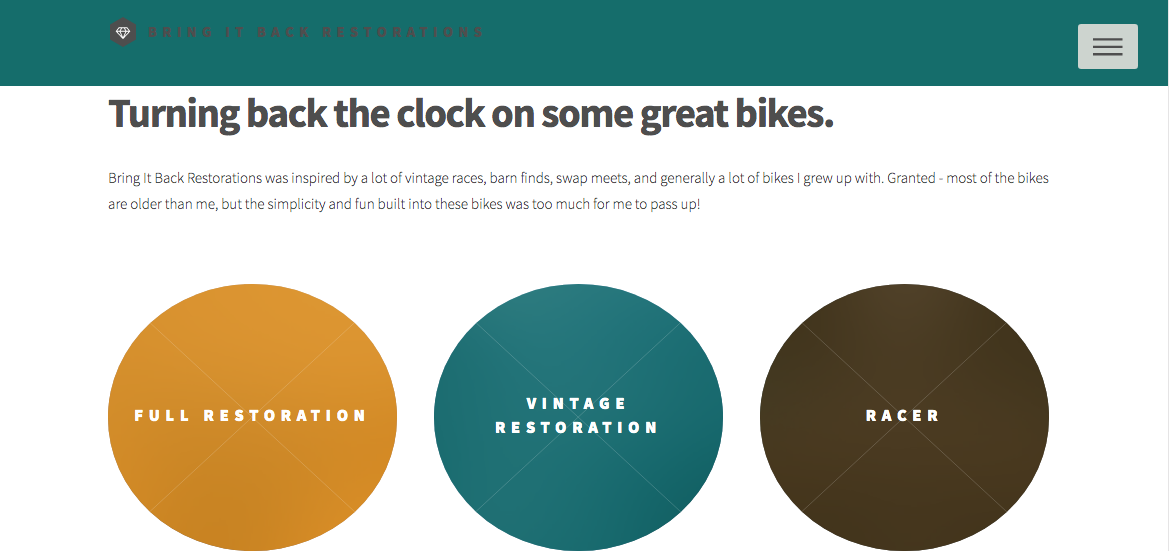 BRING IT BACK RESTORATIONS
Turning back the clock on some great bikes.
Bring It Back Restorations was inspired by a lot of vintage races, barn finds, swap meets, and generally a lot of bikes I grew up with. Granted - most of the bikes
are older than me, but the simplicity and fun built into these bikes was too much for me to pass up!
FULL RESTORATION
VINTAGE
RESTORATION
RACER